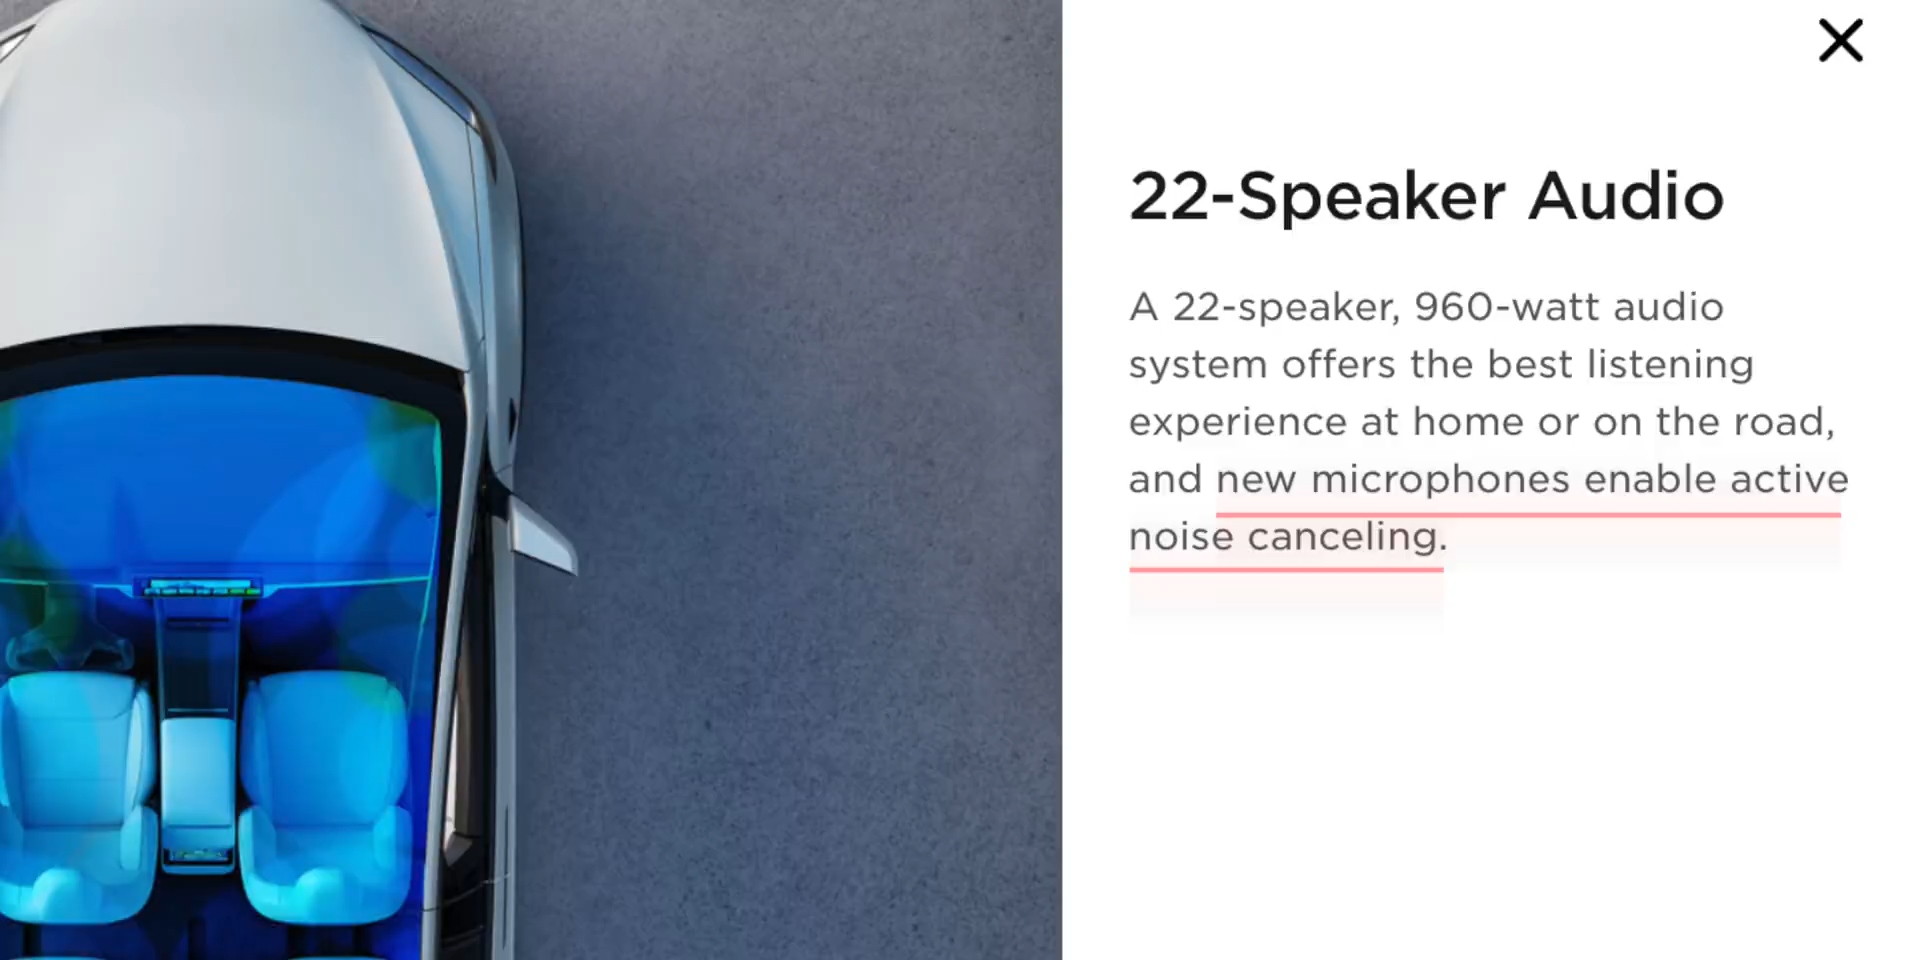 22-Speaker Audio
A 22-speaker, 960-watt audio
system offers the best listening
experience at home or on the road,
and new microphones enable active
noise canceling.